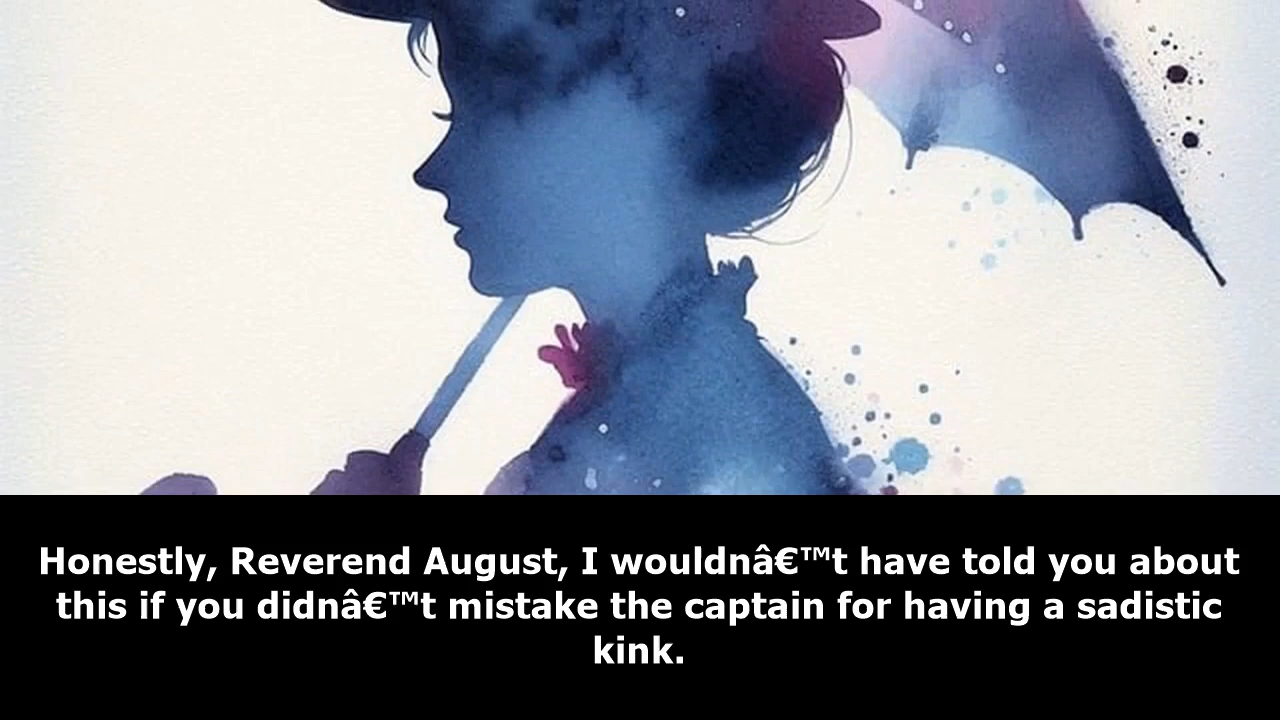 Honestly, Reverend August, I wouldnâ€™t have told you about
this if you didnâ€™t mistake the captain for having a sadistic
kink.